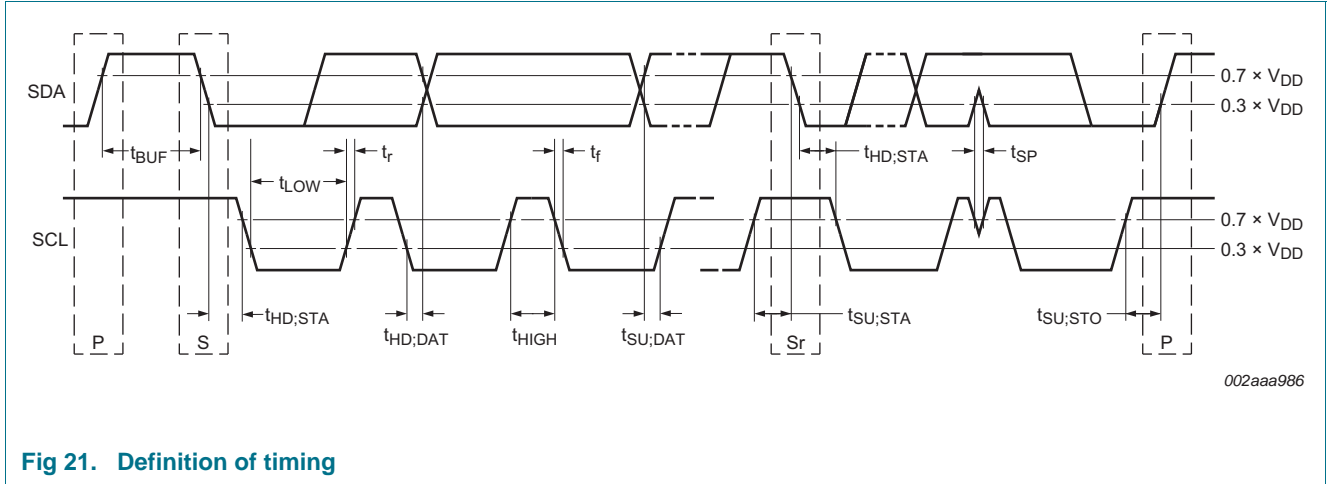 SDA
0.7 × VDD
0.3 × VDD
tBUF
tr
tf
tHD;STA
tSP
tLOW
SCL
0.7 × VDD
0.3 × VDD
tHD;STA
tHD;DAT
tHIGH
tSU;DAT
tSU;STA
tSU;STO
P
S
Sr
P
002aaa986
Fig 21. Definition of timing